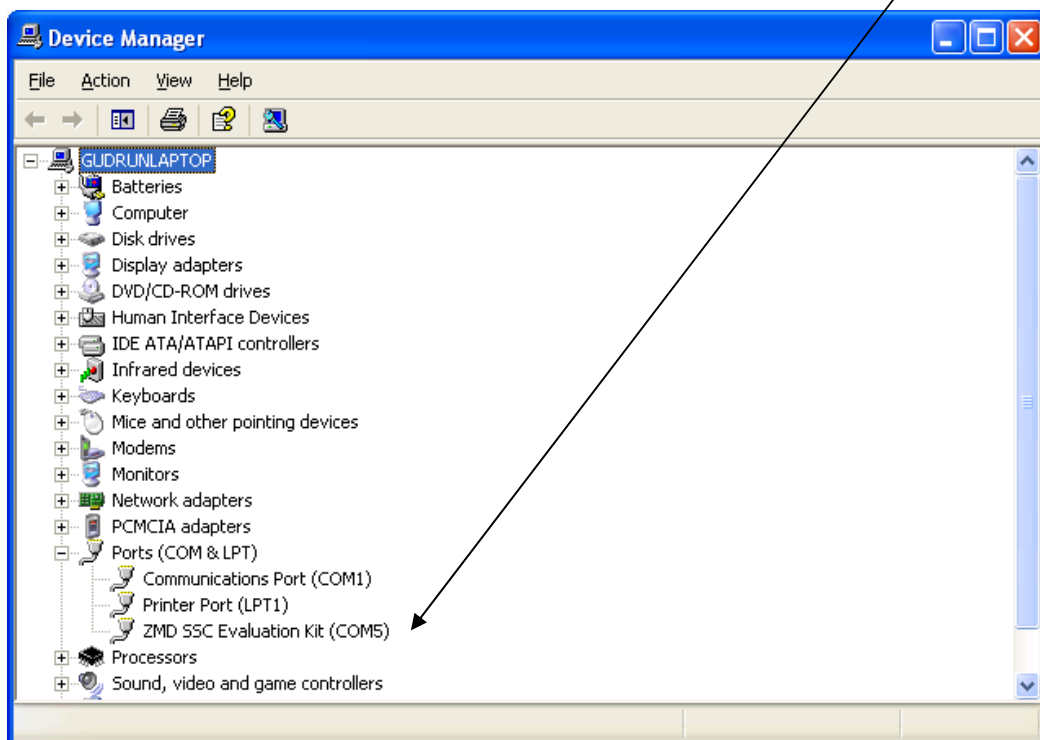 Device Manager
File Action View Help
GUDRUNLAPTOP
Batteries
Computer
Disk drives
Display adapters
DVD/CD-ROM drives
Human Interface Devices
IDE ATA/ATAPI controllers
Infrared devices
Keyboards
Mice and other pointing devices
Modems
Monitors
Network adapters
PCMCIA adapters
Ports (COM & LPT)
Communications Port (COM1)
Printer Port (LPT1)
ZMD SSC Evaluation Kit (COM5)
Processors
Sound, video and game controllers